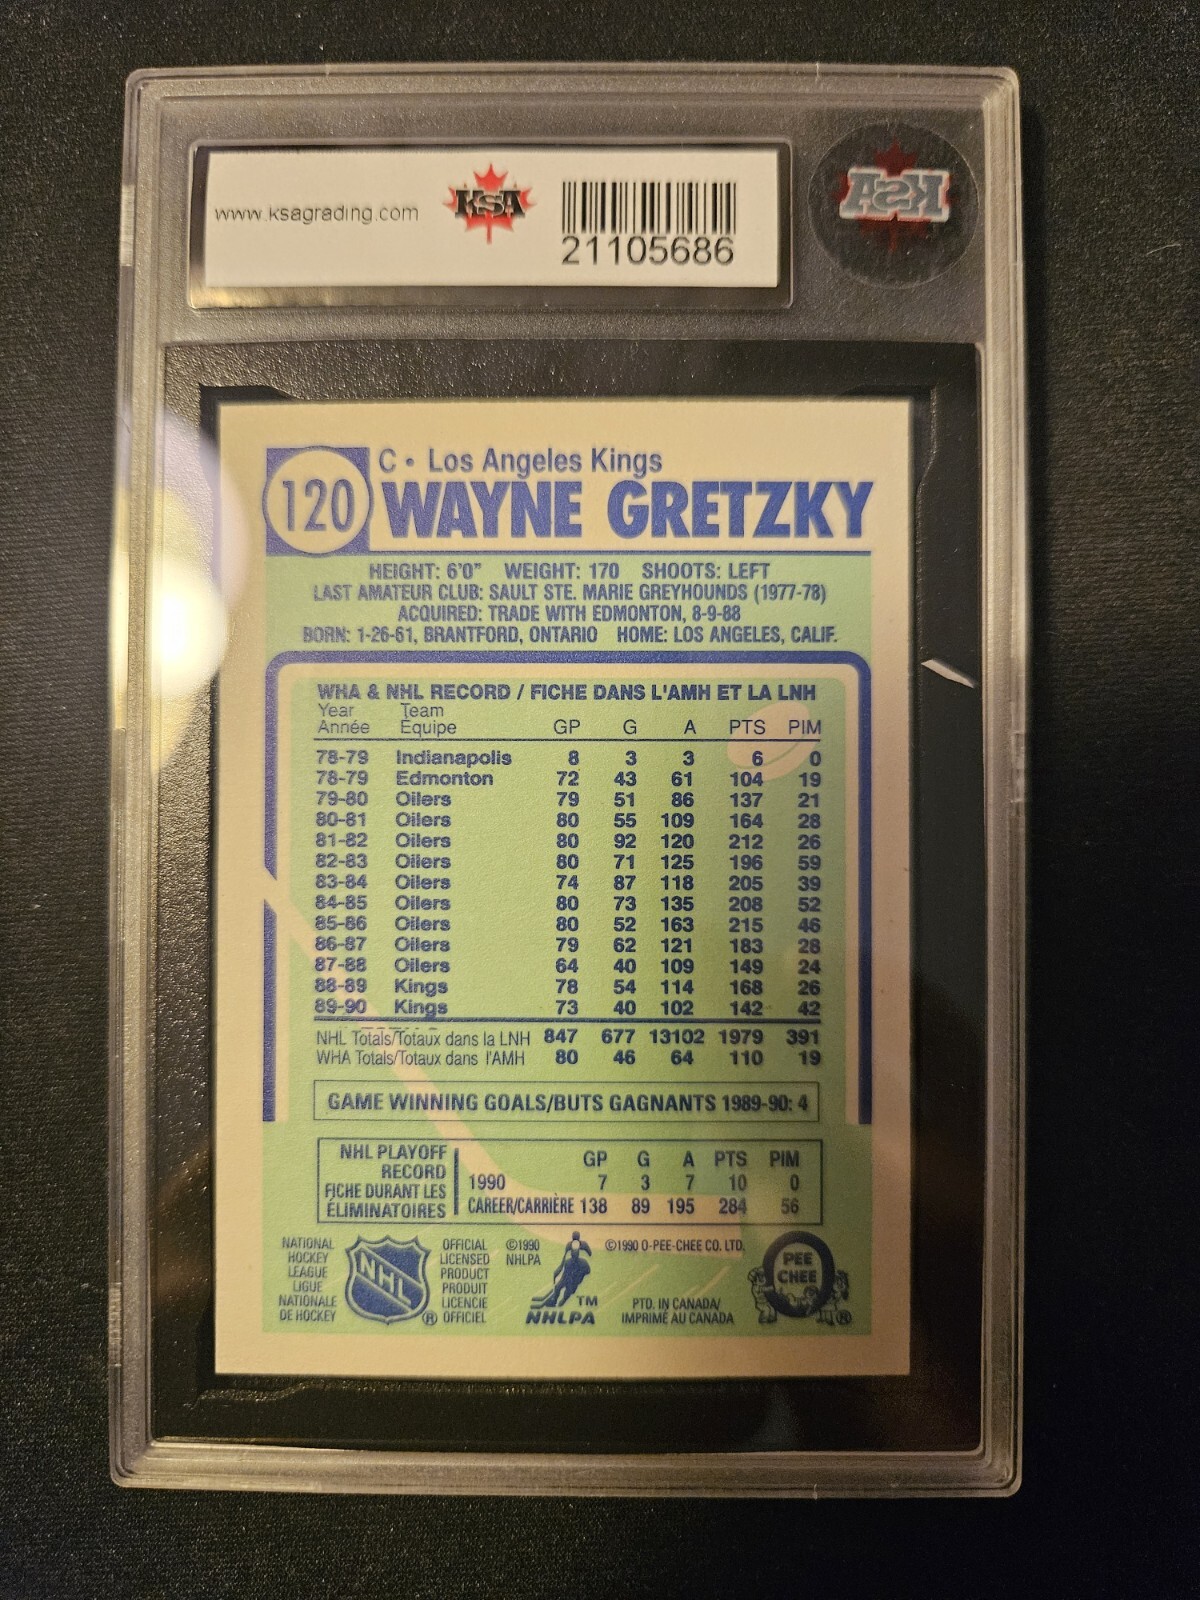 www.ksagrading.com
KSA
21105686
KSA
120
C • Los Angeles Kings
WAYNE GRETZKY
HEIGHT: 6'0" WEIGHT: 170 SHOOTS: LEFT
LAST AMATEUR CLUB: SAULT STE. MARIE GREYHOUNDS (1977-78)
ACQUIRED: TRADE WITH EDMONTON, 8-9-88
BORN: 1-26-61, BRANTFORD, ONTARIO HOME: LOS ANGELES, CALIF.
WHA & NHL RECORD / FICHE DANS L'AMH ET LA LNH
Year Team
Année Équipe GP G A PTS PIM
78-79 Indianapolis 8 3 3 6 0
78-79 Edmonton 72 43 61 104 19
79-80 Oilers 79 51 86 137 21
80-81 Oilers 80 55 109 164 28
81-82 Oilers 80 92 120 212 26
82-83 Oilers 80 71 125 196 59
83-84 Oilers 74 87 118 205 39
84-85 Oilers 80 73 135 208 52
85-86 Oilers 80 52 163 215 46
86-87 Oilers 79 62 121 183 28
87-88 Oilers 64 40 109 149 24
88-89 Kings 78 54 114 168 26
89-90 Kings 73 40 102 142 42
NHL Totals/Totaux dans la LNH 847 677 13102 1979 391
WHA Totals/Totaux dans l'AMH 80 46 64 110 19
GAME WINNING GOALS/BUTS GAGNANTS 1989-90: 4
NHL PLAYOFF
RECORD
FICHE DURANT LES
ÉLIMINATOIRES
GP G A PTS PIM
1990 7 3 7 10 0
CAREER/CARRIÈRE 138 89 195 284 56
NATIONAL
HOCKEY
LEAGUE
LIGUE
NATIONALE
DE HOCKEY
NHL
®
OFFICIAL
LICENSED
PRODUCT
PRODUIT
LICENCIE
OFFICIEL
©1990
NHLPA
TM
NHLPA
©1990 O-PEE-CHEE CO. LTD.
PTD. IN CANADA/
IMPRIMÉ AU CANADA
PEE
CHEE
®